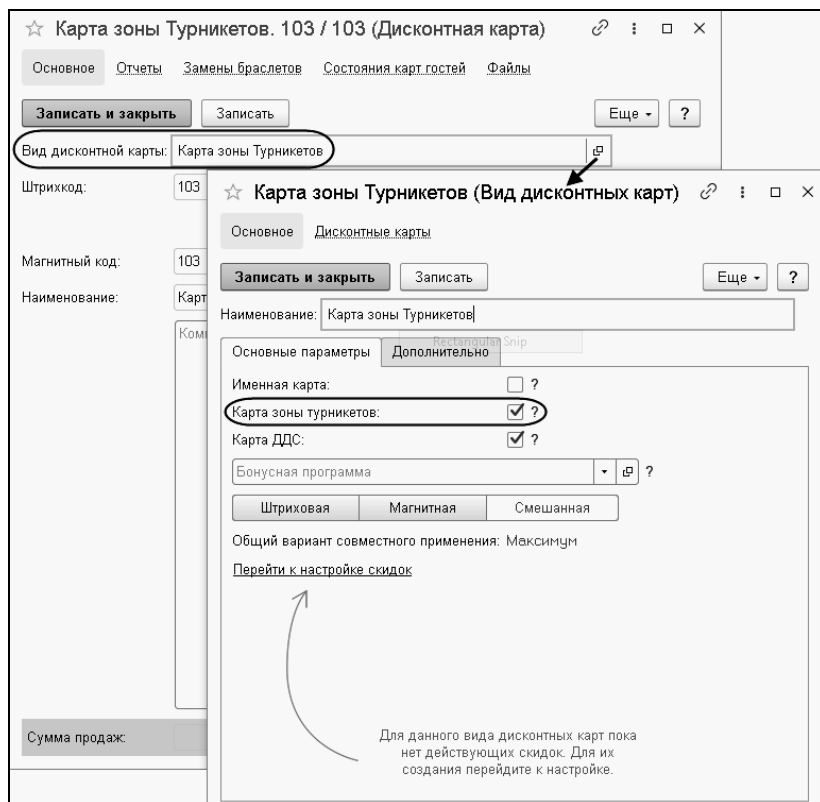 Карта зоны Турникетов. 103 / 103 (Дисконтная карта)
Основное Отчеты Замены браслетов Состояния карт гостей Файлы
Записать и закрыть Записать Еще ?
Вид дисконтной карты: Карта зоны Турникетов
Штрихкод: 103
Магнитный код: 103
Наименование: Карт
Комм
Сумма продаж:
Карта зоны Турникетов (Вид дисконтных карт)
Основное Дисконтные карты
Записать и закрыть Записать Еще ?
Наименование: Карта зоны Турникетов
Rectangular Snip
Основные параметры Дополнительно
Именная карта: ?
Карта зоны турникетов: ?
Карта ДДС: ?
Бонусная программа ?
Штриховая Магнитная Смешанная
Общий вариант совместного применения: Максимум
Перейти к настройке скидок
Для данного вида дисконтных карт пока
нет действующих скидок. Для их
создания перейдите к настройке.